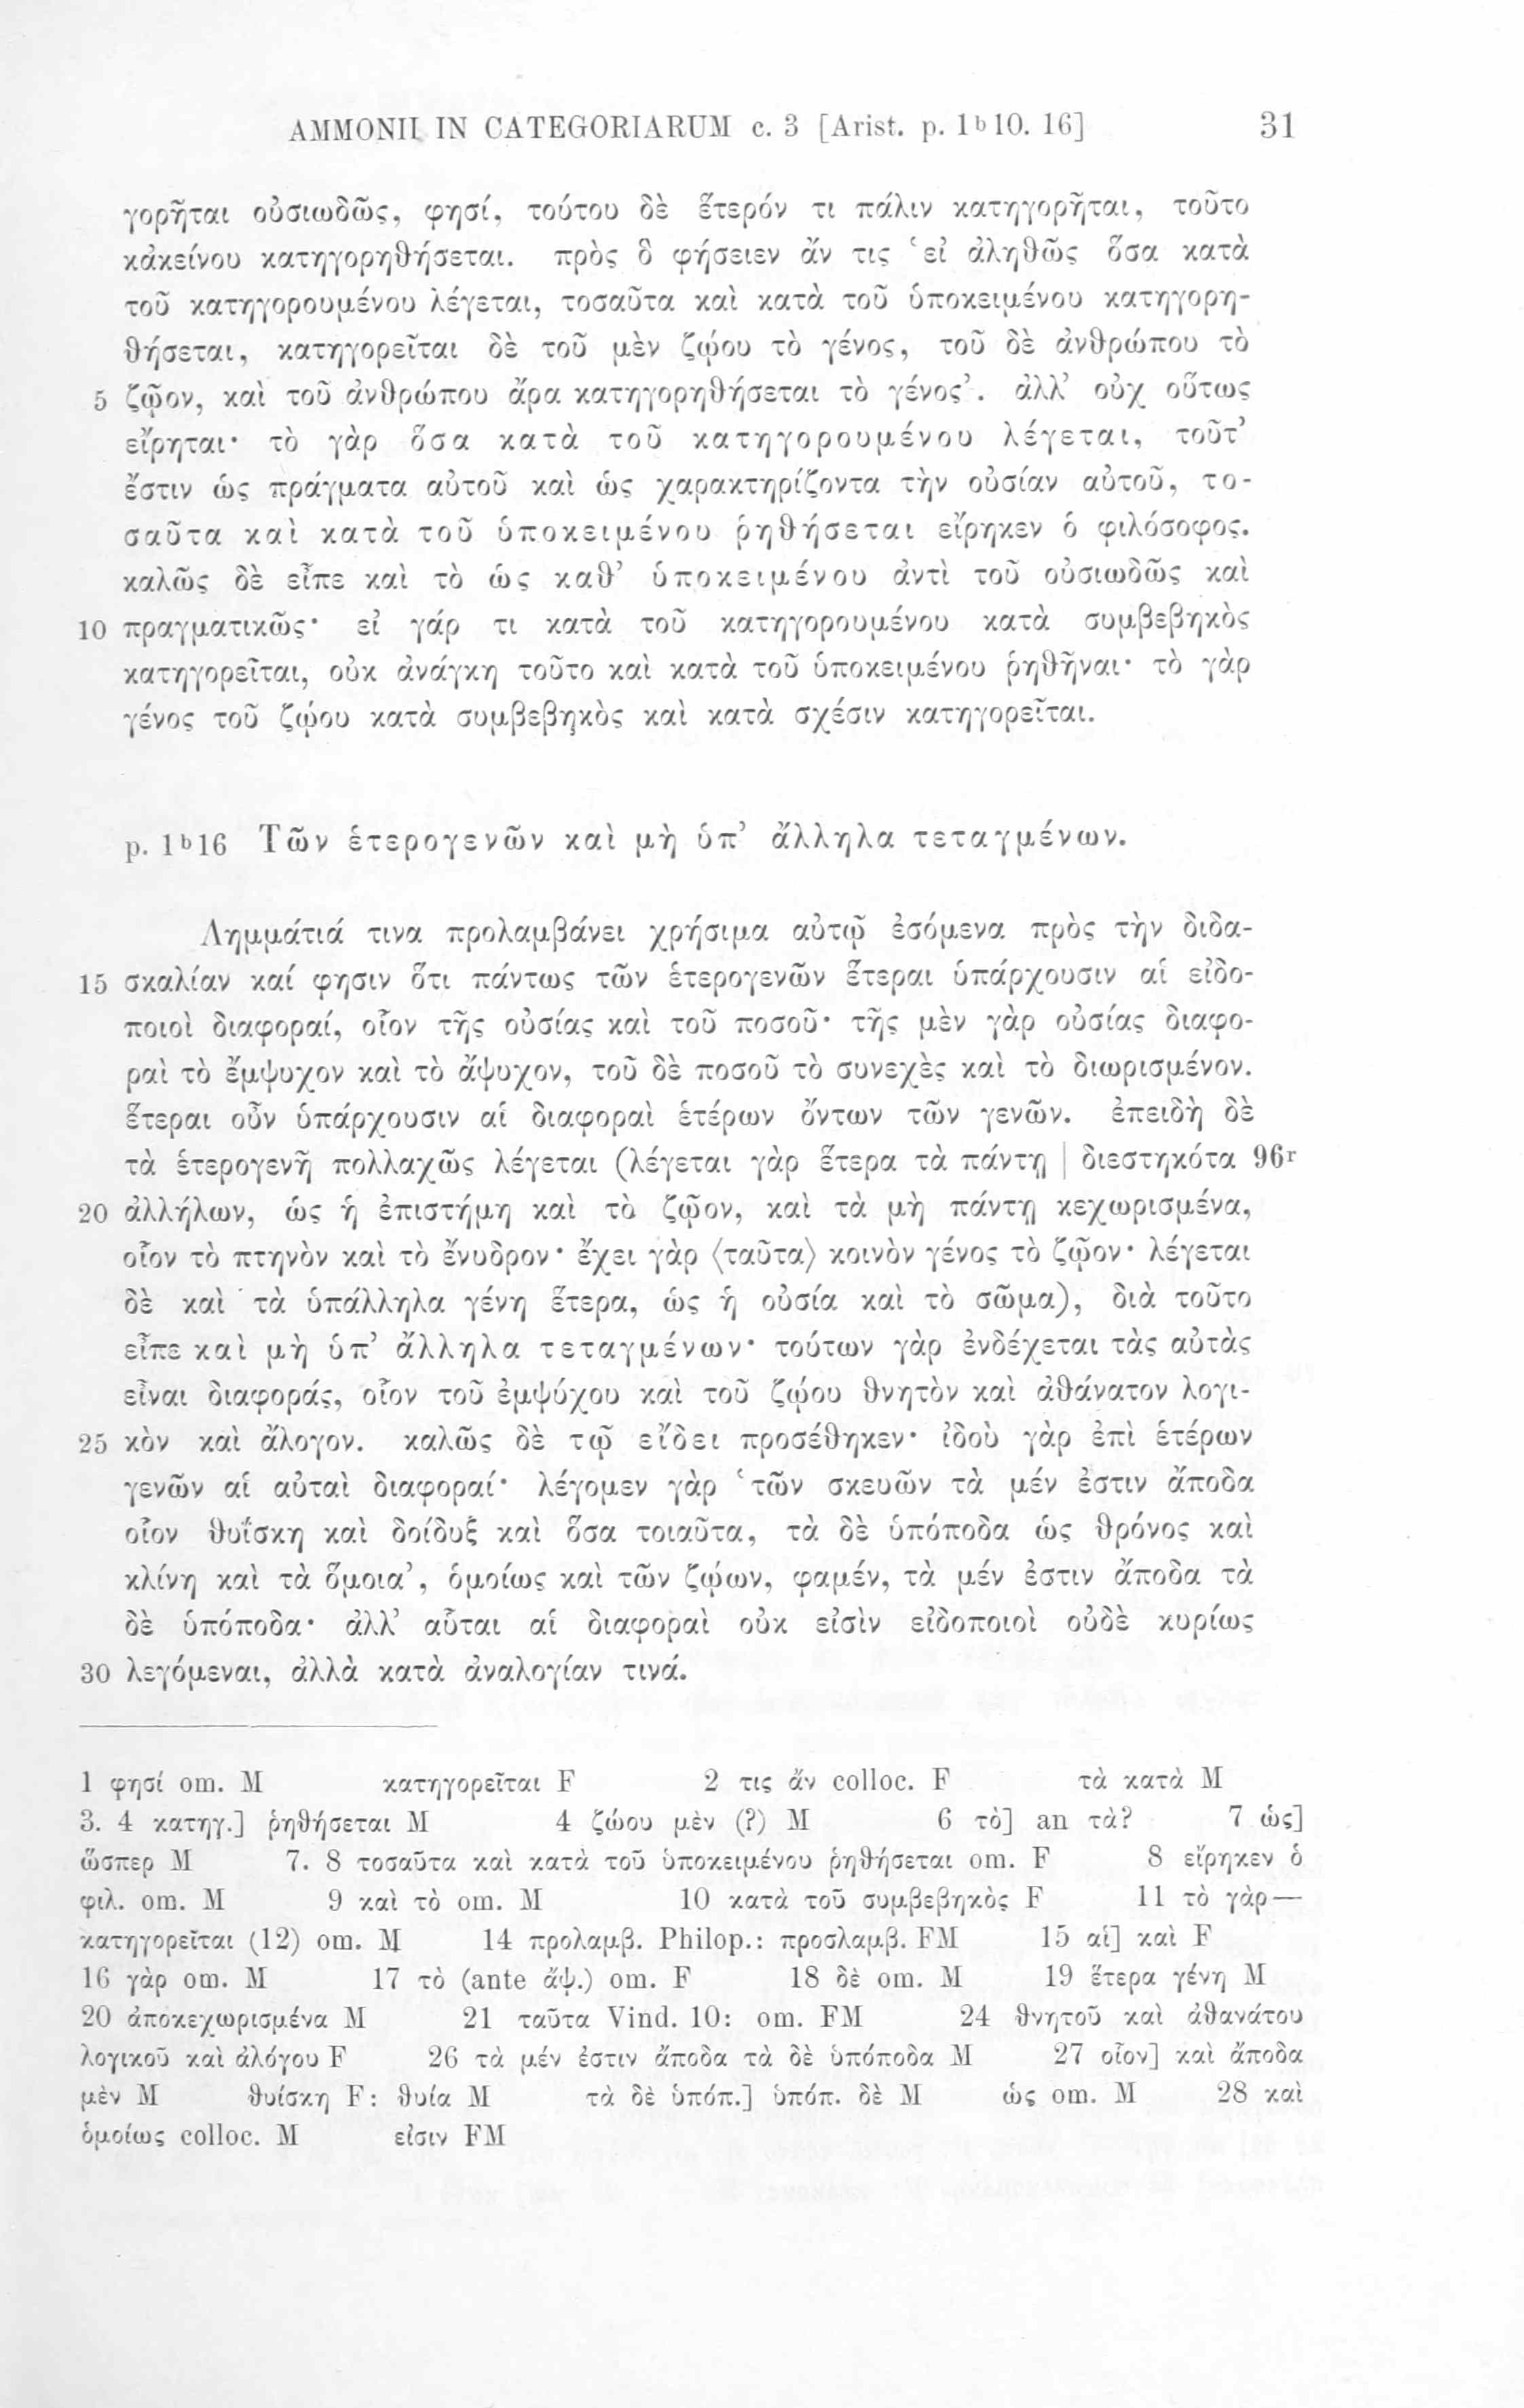 AMMONII IN CATEGORIARUM c. 3 [Arist. p. 1b10. 16] 31
γορῆται οὐσιωδῶς, φησί, τούτου δὲ ἕτερόν τι πάλιν κατηγορῆται, τοῦτο
κἀκείνου κατηγορηθήσεται. πρὸς ὃ φήσειεν ἄν τις ‘εἰ ἀληθῶς ὅσα κατὰ
τοῦ κατηγορουμένου λέγεται, τοσαῦτα καὶ κατὰ τοῦ ὑποκειμένου κατηγορη-
θήσεται, κατηγορεῖται δὲ τοῦ μὲν ζῴου τὸ γένος, τοῦ δὲ ἀνθρώπου τὸ
5 ζῷον, καὶ τοῦ ἀνθρώπου ἄρα κατηγορηθήσεται τὸ γένος’. ἀλλ’ οὐχ οὕτως
εἴρηται· τὸ γὰρ ὅσα κατὰ τοῦ κατηγορουμένου λέγεται, τοῦτ’
ἔστιν ὡς πράγματα αὐτοῦ καὶ ὡς χαρακτηρίζοντα τὴν οὐσίαν αὐτοῦ, το-
σαῦτα καὶ κατὰ τοῦ ὑποκειμένου ῥηθήσεται εἴρηκεν ὁ φιλόσοφος.
καλῶς δὲ εἶπε καὶ τὸ ὡς καθ’ ὑποκειμένου ἀντὶ τοῦ οὐσιωδῶς καὶ
10 πραγματικῶς· εἰ γάρ τι κατὰ τοῦ κατηγορουμένου κατὰ συμβεβηκὸς
κατηγορεῖται, οὐκ ἀνάγκη τοῦτο καὶ κατὰ τοῦ ὑποκειμένου ῥηθῆναι· τὸ γὰρ
γένος τοῦ ζῴου κατὰ συμβεβηκὸς καὶ κατὰ σχέσιν κατηγορεῖται.
p. 1b16 Τῶν ἑτερογενῶν καὶ μὴ ὑπ’ ἄλληλα τεταγμένων.
Λημμάτιά τινα προλαμβάνει χρήσιμα αὐτῷ ἐσόμενα πρὸς τὴν διδα-
15 σκαλίαν καί φησιν ὅτι πάντως τῶν ἑτερογενῶν ἕτεραι ὑπάρχουσιν αἱ εἰδο-
ποιοὶ διαφοραί, οἷον τῆς οὐσίας καὶ τοῦ ποσοῦ· τῆς μὲν γὰρ οὐσίας διαφο-
ραὶ τὸ ἔμψυχον καὶ τὸ ἄψυχον, τοῦ δὲ ποσοῦ τὸ συνεχὲς καὶ τὸ διωρισμένον.
ἕτεραι οὖν ὑπάρχουσιν αἱ διαφοραὶ ἑτέρων ὄντων τῶν γενῶν. ἐπειδὴ δὲ
τὰ ἑτερογενῆ πολλαχῶς λέγεται (λέγεται γὰρ ἕτερα τὰ πάντῃ | διεστηκότα 96r
20 ἀλλήλων, ὡς ἡ ἐπιστήμη καὶ τὸ ζῷον, καὶ τὰ μὴ πάντῃ κεχωρισμένα,
οἷον τὸ πτηνὸν καὶ τὸ ἔνυδρον· ἔχει γὰρ ⟨ταῦτα⟩ κοινὸν γένος τὸ ζῷον· λέγεται
δὲ καὶ τὰ ὑπάλληλα γένη ἕτερα, ὡς ἡ οὐσία καὶ τὸ σῶμα), διὰ τοῦτο
εἶπε καὶ μὴ ὑπ’ ἄλληλα τεταγμένων· τούτων γὰρ ἐνδέχεται τὰς αὐτὰς
εἶναι διαφοράς, οἷον τοῦ ἐμψύχου καὶ τοῦ ζῴου θνητὸν καὶ ἀθάνατον λογι-
25 κὸν καὶ ἄλογον. καλῶς δὲ τῷ εἴδει προσέθηκεν· ἰδοὺ γὰρ ἐπὶ ἑτέρων
γενῶν αἱ αὐταὶ διαφοραί· λέγομεν γὰρ ‘τῶν σκευῶν τὰ μέν ἐστιν ἄποδα
οἷον θυΐσκη καὶ δοίδυξ καὶ ὅσα τοιαῦτα, τὰ δὲ ὑπόποδα ὡς θρόνος καὶ
κλίνη καὶ τὰ ὅμοια’, ὁμοίως καὶ τῶν ζῴων, φαμέν, τὰ μέν ἐστιν ἄποδα τὰ
δὲ ὑπόποδα· ἀλλ’ αὗται αἱ διαφοραὶ οὐκ εἰσὶν εἰδοποιοὶ οὐδὲ κυρίως
30 λεγόμεναι, ἀλλὰ κατὰ ἀναλογίαν τινά.
1 φησί om. M κατηγορεῖται F 2 τις ἄν colloc. F τὰ κατὰ M
3. 4 κατηγ.] ῥηθήσεται M 4 ζώου μὲν (?) M 6 τὸ] an τὰ? 7 ὡς]
ὥσπερ M 7. 8 τοσαῦτα καὶ κατὰ τοῦ ὑποκειμένου ῥηθήσεται om. F 8 εἴρηκεν ὁ
φιλ. om. M 9 καὶ τὸ om. M 10 κατὰ τοῦ συμβεβηκὸς F 11 τὸ γὰρ—
κατηγορεῖται (12) om. M 14 προλαμβ. Philop.: προσλαμβ. FM 15 αἱ] καὶ F
16 γὰρ om. M 17 τὸ (ante ἄψ.) om. F 18 δὲ om. M 19 ἕτερα γένη M
20 ἀποκεχωρισμένα M 21 ταῦτα Vind. 10: om. FM 24 θνητοῦ καὶ ἀθανάτου
λογικοῦ καὶ ἀλόγου F 26 τὰ μέν ἐστιν ἄποδα τὰ δὲ ὑπόποδα M 27 οἷον] καὶ ἄποδα
μὲν M θυίσκη F: θυία M τὰ δὲ ὑπόπ.] ὑπόπ. δὲ M ὡς om. M 28 καὶ
ὁμοίως colloc. M εἰσιν FM